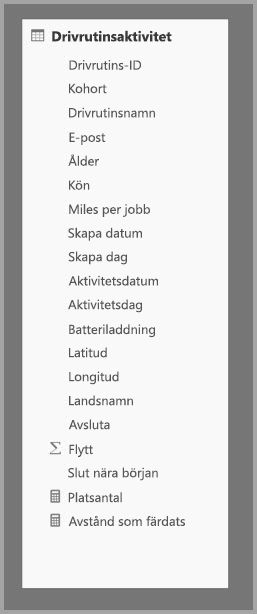 Drivrutinsaktivitet
Drivrutins-ID
Kohort
Drivrutinsnamn
E-post
Ålder
Kön
Miles per jobb
Skapa datum
Skapa dag
Aktivitetsdatum
Aktivitetsdag
Batteriladdning
Latitud
Longitud
Landsnamn
Avsluta
Flytt
Slut nära början
Platsantal
Avstånd som färdats